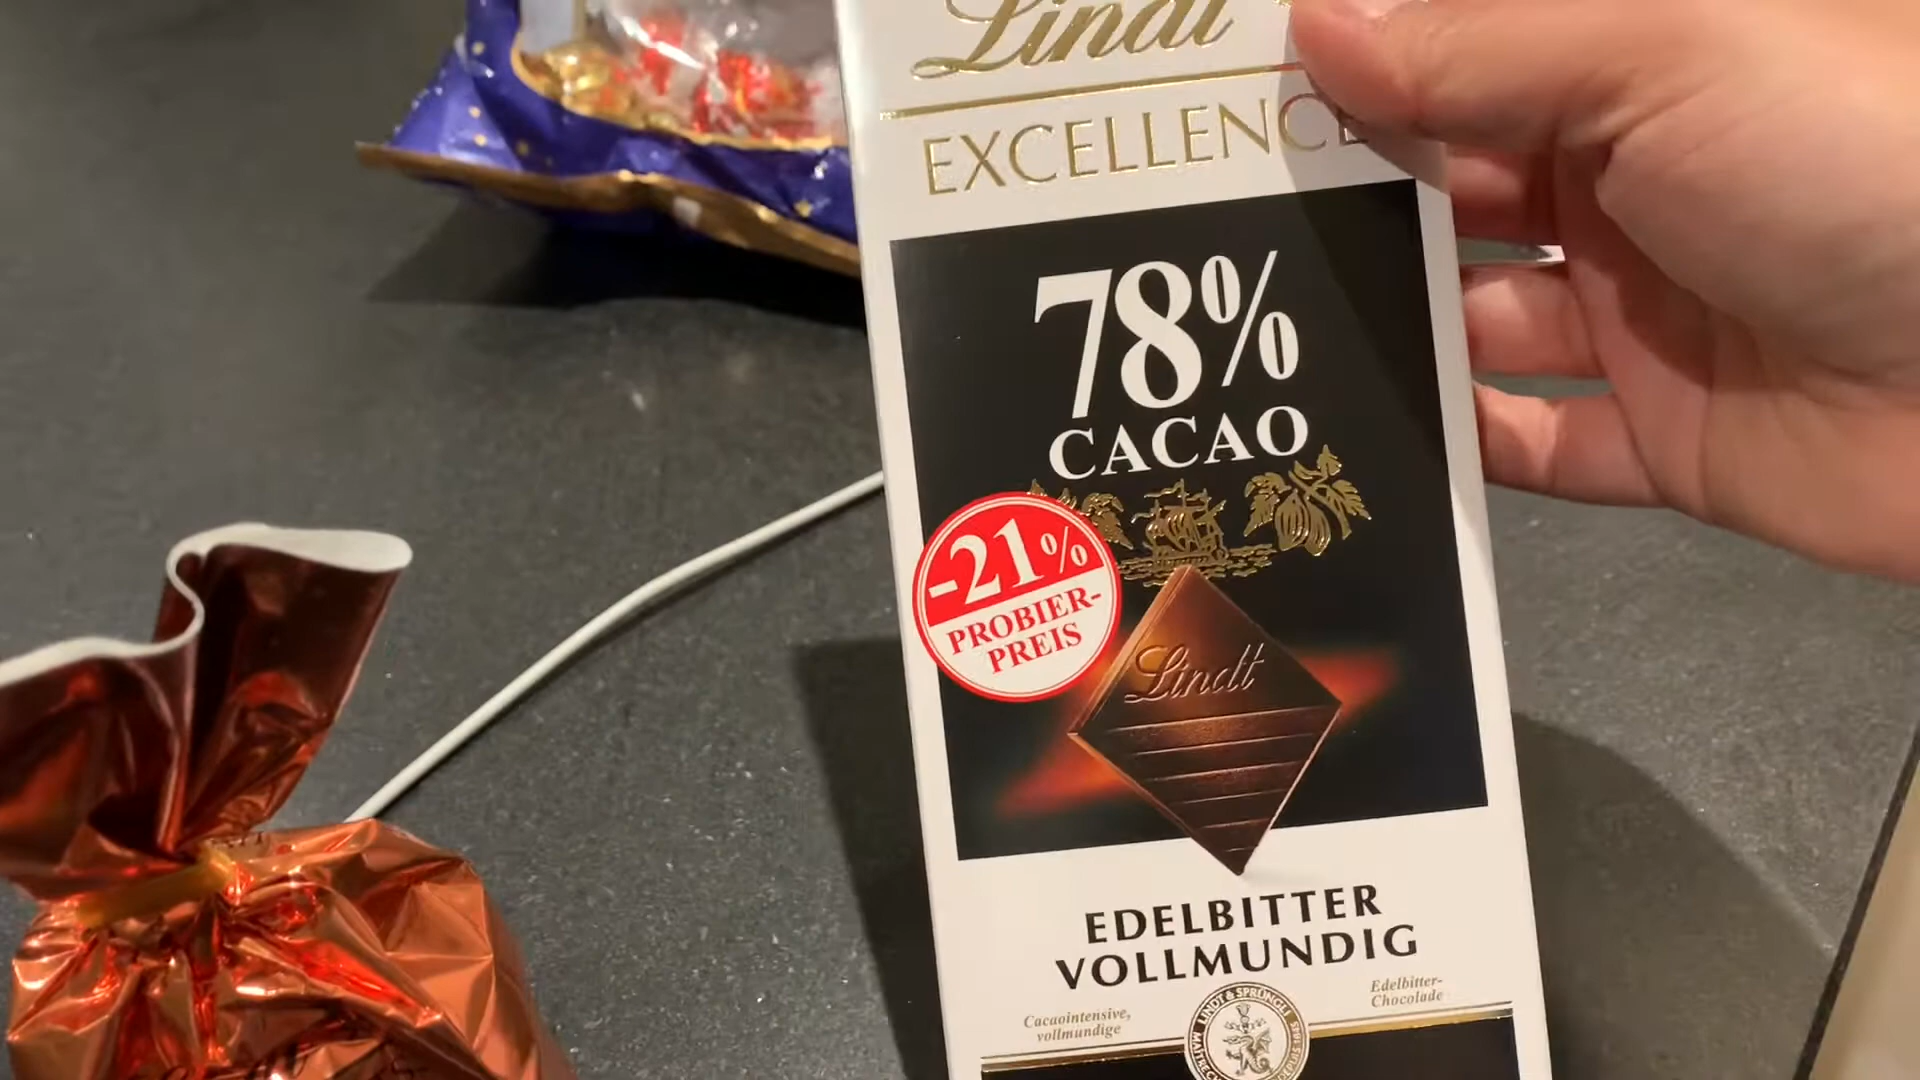 Lindt
EXCELLENCE
78%
CACAO
-21%
PROBIER-
PREIS
Lindt
EDELBITTER
VOLLMUNDIG
Cacaointensive,
vollmundige
Edelbitter-
Chocolade
LINDT & SPRÜNGLI